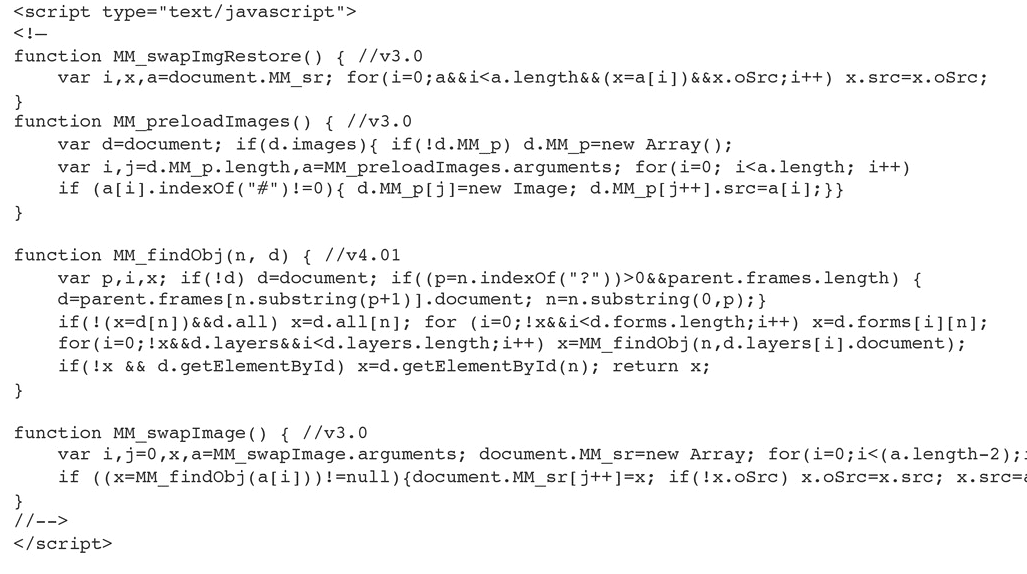 <script type="text/javascript">
<!—
function MM_swapImgRestore() { //v3.0
    var i,x,a=document.MM_sr; for(i=0;a&&i<a.length&&(x=a[i])&&x.oSrc;i++) x.src=x.oSrc;
}
function MM_preloadImages() { //v3.0
    var d=document; if(d.images){ if(!d.MM_p) d.MM_p=new Array();
    var i,j=d.MM_p.length,a=MM_preloadImages.arguments; for(i=0; i<a.length; i++)
    if (a[i].indexOf("#")!=0){ d.MM_p[j]=new Image; d.MM_p[j++].src=a[i];}}
}

function MM_findObj(n, d) { //v4.01
    var p,i,x; if(!d) d=document; if((p=n.indexOf("?"))>0&&parent.frames.length) {
    d=parent.frames[n.substring(p+1)].document; n=n.substring(0,p);}
    if(!(x=d[n])&&d.all) x=d.all[n]; for (i=0;!x&&i<d.forms.length;i++) x=d.forms[i][n];
    for(i=0;!x&&d.layers&&i<d.layers.length;i++) x=MM_findObj(n,d.layers[i].document);
    if(!x && d.getElementById) x=d.getElementById(n); return x;
}

function MM_swapImage() { //v3.0
    var i,j=0,x,a=MM_swapImage.arguments; document.MM_sr=new Array; for(i=0;i<(a.length-2);i
    if ((x=MM_findObj(a[i]))!=null){document.MM_sr[j++]=x; if(!x.oSrc) x.oSrc=x.src; x.src=a
}
//-->
</script>